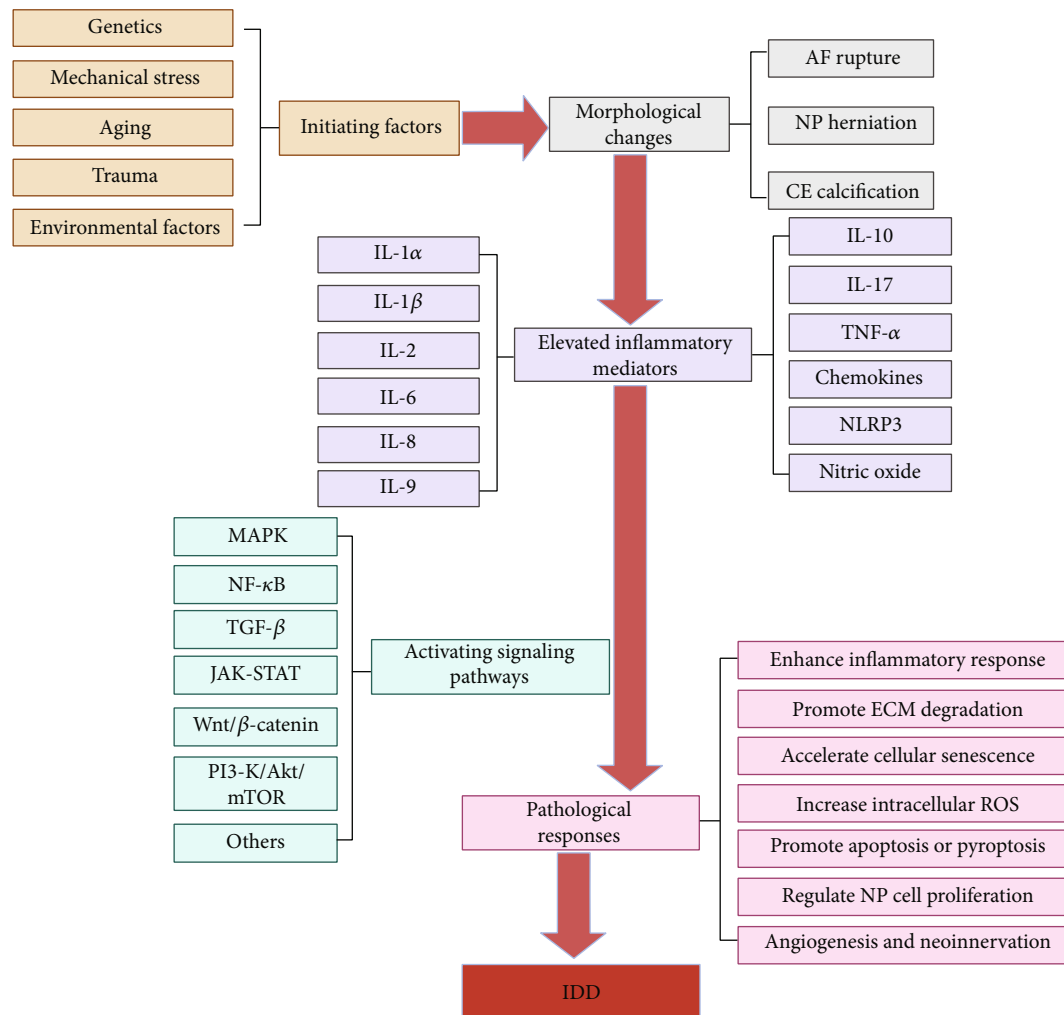 Genetics
Mechanical stress
Aging
Trauma
Environmental factors
Initiating factors
Morphological
changes
AF rupture
NP herniation
CE calcification
IL-1α
IL-1β
IL-2
IL-6
IL-8
IL-9
Elevated inflammatory
mediators
IL-10
IL-17
TNF-α
Chemokines
NLRP3
Nitric oxide
MAPK
NF-κB
TGF-β
JAK-STAT
Wnt/β-catenin
PI3-K/Akt/
mTOR
Others
Activating signaling
pathways
Pathological
responses
Enhance inflammatory response
Promote ECM degradation
Accelerate cellular senescence
Increase intracellular ROS
Promote apoptosis or pyroptosis
Regulate NP cell proliferation
Angiogenesis and neoinnervation
IDD